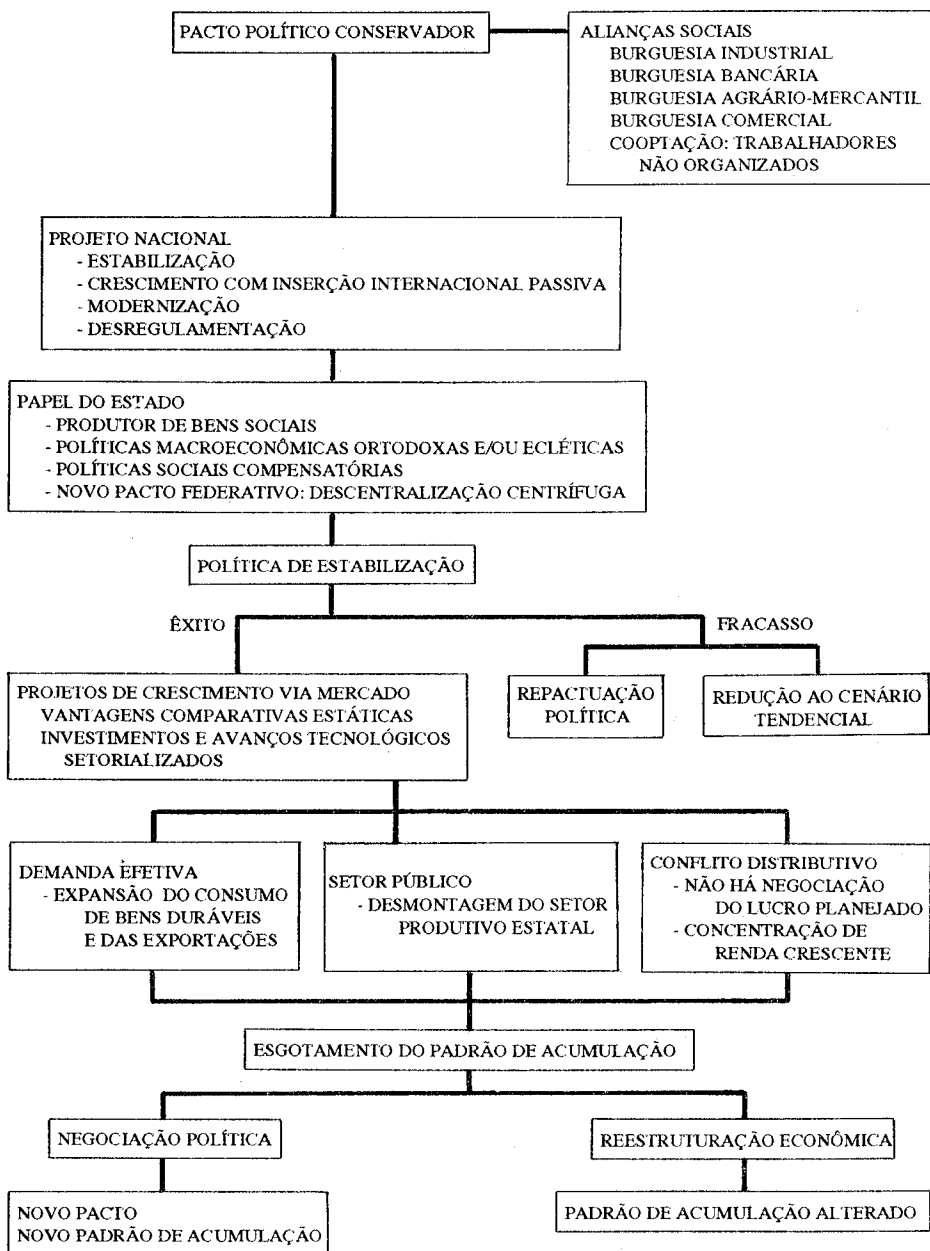 PACTO POLÍTICO CONSERVADOR
ALIANÇAS SOCIAIS
BURGUESIA INDUSTRIAL
BURGUESIA BANCÁRIA
BURGUESIA AGRÁRIO-MERCANTIL
BURGUESIA COMERCIAL
COOPTAÇÃO: TRABALHADORES
NÃO ORGANIZADOS
PROJETO NACIONAL
- ESTABILIZAÇÃO
- CRESCIMENTO COM INSERÇÃO INTERNACIONAL PASSIVA
- MODERNIZAÇÃO
- DESREGULAMENTAÇÃO
PAPEL DO ESTADO
- PRODUTOR DE BENS SOCIAIS
- POLÍTICAS MACROECONÔMICAS ORTODOXAS E/OU ECLÉTICAS
- POLÍTICAS SOCIAIS COMPENSATÓRIAS
- NOVO PACTO FEDERATIVO: DESCENTRALIZAÇÃO CENTRÍFUGA
POLÍTICA DE ESTABILIZAÇÃO
ÊXITO
FRACASSO
PROJETOS DE CRESCIMENTO VIA MERCADO
VANTAGENS COMPARATIVAS ESTÁTICAS
INVESTIMENTOS E AVANÇOS TECNOLÓGICOS
SETORIALIZADOS
REPACTUAÇÃO
POLÍTICA
REDUÇÃO AO CENÁRIO
TENDENCIAL
DEMANDA EFETIVA
- EXPANSÃO DO CONSUMO
DE BENS DURÁVEIS
E DAS EXPORTAÇÕES
SETOR PÚBLICO
- DESMONTAGEM DO SETOR
PRODUTIVO ESTATAL
CONFLITO DISTRIBUTIVO
- NÃO HÁ NEGOCIAÇÃO
DO LUCRO PLANEJADO
- CONCENTRAÇÃO DE
RENDA CRESCENTE
ESGOTAMENTO DO PADRÃO DE ACUMULAÇÃO
NEGOCIAÇÃO POLÍTICA
REESTRUTURAÇÃO ECONÔMICA
NOVO PACTO
NOVO PADRÃO DE ACUMULAÇÃO
PADRÃO DE ACUMULAÇÃO ALTERADO